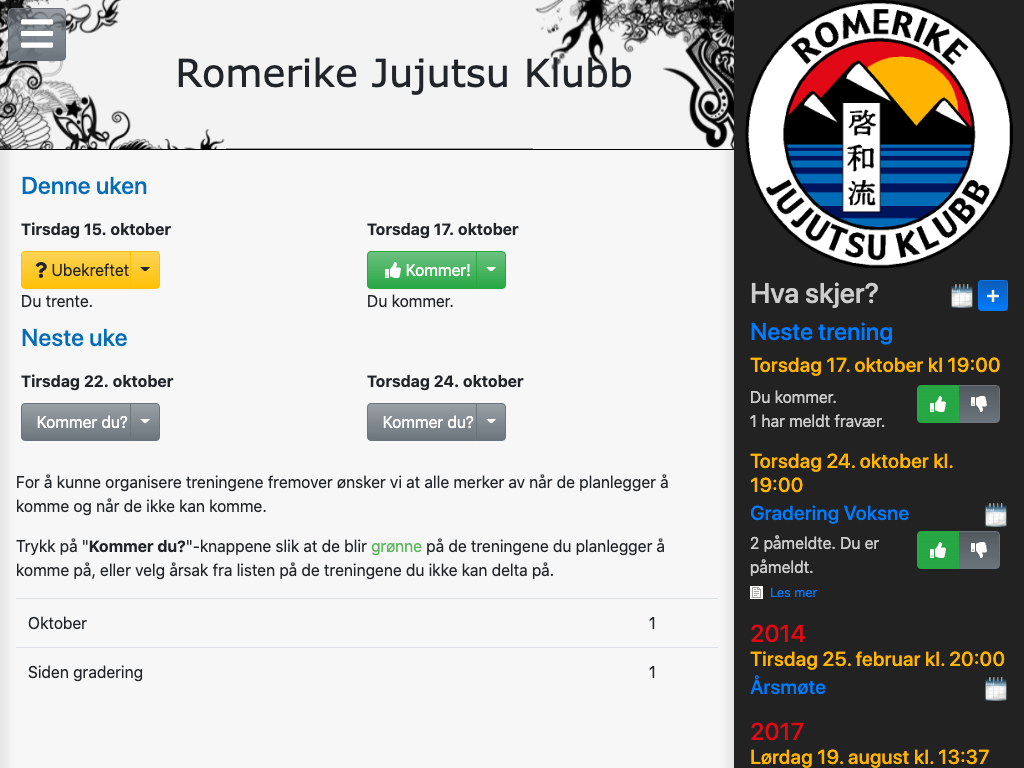 Romerike Jujutsu Klubb
Denne uken
Tirsdag 15. oktober
Torsdag 17. oktober
Ubekreftet
Kommer!
Du trente.
Du kommer.
Neste uke
Tirsdag 22. oktober
Torsdag 24. oktober
Kommer du?
Kommer du?
For å kunne organisere treningene fremover ønsker vi at alle merker av når de planlegger å
komme og når de ikke kan komme.
Trykk på "Kommer du?"-knappene slik at de blir grønne på de treningene du planlegger å
komme på, eller velg årsak fra listen på de treningene du ikke kan delta på.
Oktober 1
Siden gradering 1
ROMERIKE
啓和流
JUJUTSU KLUBB
Hva skjer?
Neste trening
Torsdag 17. oktober kl 19:00
Du kommer.
1 har meldt fravær.
Torsdag 24. oktober kl.
19:00
Gradering Voksne
2 påmeldte. Du er
påmeldt.
Les mer
2014
Tirsdag 25. februar kl. 20:00
Årsmøte
2017
Lørdag 19. august kl. 13:37